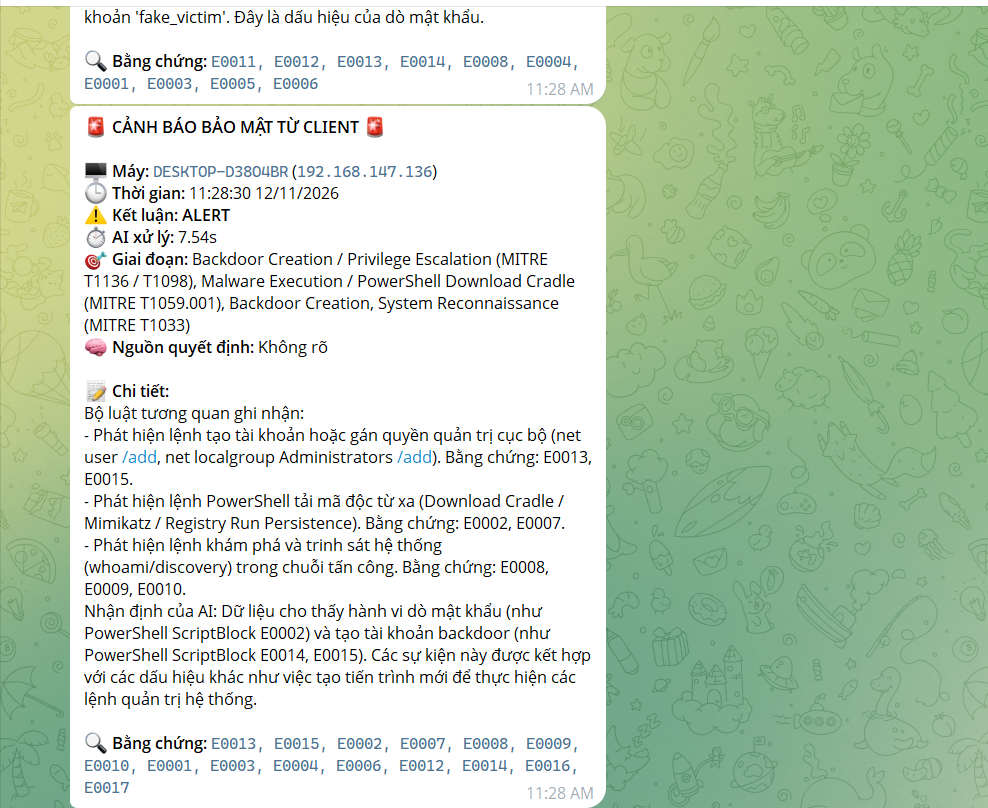 khoản 'fake_victim'. Đây là dấu hiệu của dò mật khẩu.
Bằng chứng: E0011, E0012, E0013, E0014, E0008, E0004,
E0001, E0003, E0005, E0006
11:28 AM
CẢNH BÁO BẢO MẬT TỪ CLIENT
Máy: DESKTOP-D38O4BR (192.168.147.136)
Thời gian: 11:28:30 12/11/2026
Kết luận: ALERT
AI xử lý: 7.54s
Giai đoạn: Backdoor Creation / Privilege Escalation (MITRE
T1136 / T1098), Malware Execution / PowerShell Download Cradle
(MITRE T1059.001), Backdoor Creation, System Reconnaissance
(MITRE T1033)
Nguồn quyết định: Không rõ
Chi tiết:
Bộ luật tương quan ghi nhận:
- Phát hiện lệnh tạo tài khoản hoặc gán quyền quản trị cục bộ (net
user /add, net localgroup Administrators /add). Bằng chứng: E0013,
E0015.
- Phát hiện lệnh PowerShell tải mã độc từ xa (Download Cradle /
Mimikatz / Registry Run Persistence). Bằng chứng: E0002, E0007.
- Phát hiện lệnh khám phá và trinh sát hệ thống
(whoami/discovery) trong chuỗi tấn công. Bằng chứng: E0008,
E0009, E0010.
Nhận định của AI: Dữ liệu cho thấy hành vi dò mật khẩu (như
PowerShell ScriptBlock E0002) và tạo tài khoản backdoor (như
PowerShell ScriptBlock E0014, E0015). Các sự kiện này được kết hợp
với các dấu hiệu khác như việc tạo tiến trình mới để thực hiện các
lệnh quản trị hệ thống.
Bằng chứng: E0013, E0015, E0002, E0007, E0008, E0009,
E0010, E0001, E0003, E0004, E0006, E0012, E0014, E0016,
E0017
11:28 AM